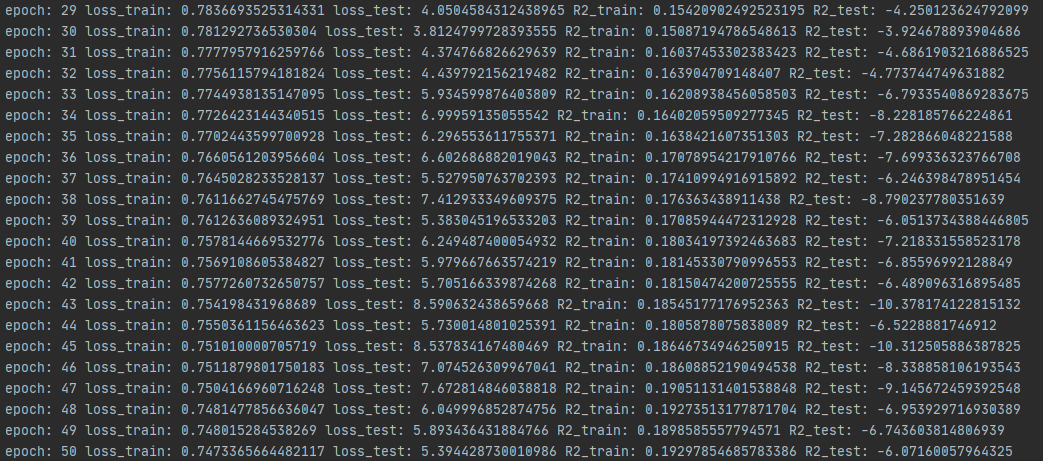 epoch: 29 loss_train: 0.7836693525314331 loss_test: 4.0504584312438965 R2_train: 0.15420902492523195 R2_test: -4.250123624792099
epoch: 30 loss_train: 0.781292736530304 loss_test: 3.8124799728393555 R2_train: 0.15087194786548613 R2_test: -3.924678893904686
epoch: 31 loss_train: 0.7777957916259766 loss_test: 4.374766826629639 R2_train: 0.16037453302383423 R2_test: -4.6861903216886525
epoch: 32 loss_train: 0.7756115794181824 loss_test: 4.439792156219482 R2_train: 0.163904709148407 R2_test: -4.773744749631882
epoch: 33 loss_train: 0.7744938135147095 loss_test: 5.934599876403809 R2_train: 0.16208938456058503 R2_test: -6.7933540869283675
epoch: 34 loss_train: 0.7726423144340515 loss_test: 6.99959135055542 R2_train: 0.16402059509277345 R2_test: -8.228185766224861
epoch: 35 loss_train: 0.7702443599700928 loss_test: 6.296553611755371 R2_train: 0.1638421607351303 R2_test: -7.282866048221588
epoch: 36 loss_train: 0.7660561203956604 loss_test: 6.602686882019043 R2_train: 0.17078954217910766 R2_test: -7.699336323766708
epoch: 37 loss_train: 0.7645028233528137 loss_test: 5.527950763702393 R2_train: 0.17410994916915892 R2_test: -6.246398478951454
epoch: 38 loss_train: 0.7611662745475769 loss_test: 7.412933349609375 R2_train: 0.176363438911438 R2_test: -8.790237780351639
epoch: 39 loss_train: 0.7612636089324951 loss_test: 5.383045196533203 R2_train: 0.17085944472312928 R2_test: -6.0513734388446805
epoch: 40 loss_train: 0.7578144669532776 loss_test: 6.249487400054932 R2_train: 0.18034197392463683 R2_test: -7.218331558523178
epoch: 41 loss_train: 0.7569108605384827 loss_test: 5.979667663574219 R2_train: 0.18145330790996553 R2_test: -6.85596992128849
epoch: 42 loss_train: 0.7577260732650757 loss_test: 5.705166339874268 R2_train: 0.18150474200725555 R2_test: -6.489096316895485
epoch: 43 loss_train: 0.754198431968689 loss_test: 8.590632438659668 R2_train: 0.18545177176952363 R2_test: -10.378174122815132
epoch: 44 loss_train: 0.7550361156463623 loss_test: 5.730014801025391 R2_train: 0.1805878075838089 R2_test: -6.5228881746912
epoch: 45 loss_train: 0.751010000705719 loss_test: 8.537834167480469 R2_train: 0.18646734946250915 R2_test: -10.312505886387825
epoch: 46 loss_train: 0.7511879801750183 loss_test: 7.074526309967041 R2_train: 0.18608852190494538 R2_test: -8.338858106193543
epoch: 47 loss_train: 0.7504166960716248 loss_test: 7.672814846038818 R2_train: 0.19051131401538848 R2_test: -9.145672459392548
epoch: 48 loss_train: 0.7481477856636047 loss_test: 6.049996852874756 R2_train: 0.19273513177871704 R2_test: -6.953929716930389
epoch: 49 loss_train: 0.748015284538269 loss_test: 5.893436431884766 R2_train: 0.1898585557794571 R2_test: -6.743603814806939
epoch: 50 loss_train: 0.7473365664482117 loss_test: 5.394428730010986 R2_train: 0.19297854685783386 R2_test: -6.07160057964325